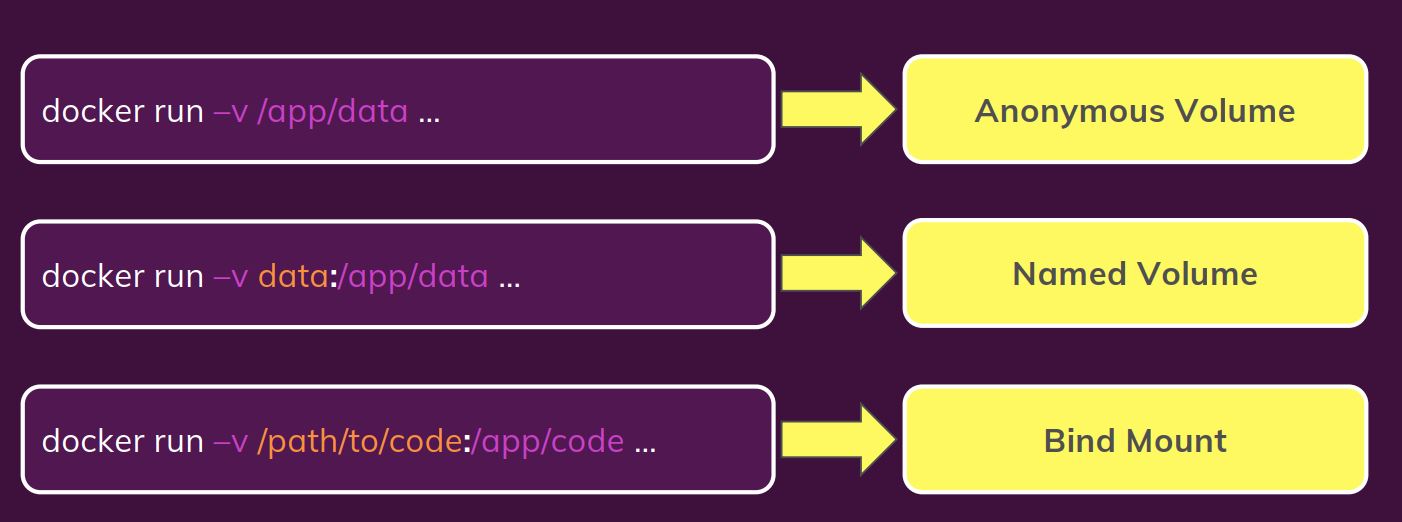 docker run –v /app/data ...
Anonymous Volume
docker run –v data:/app/data ...
Named Volume
docker run –v /path/to/code:/app/code ...
Bind Mount